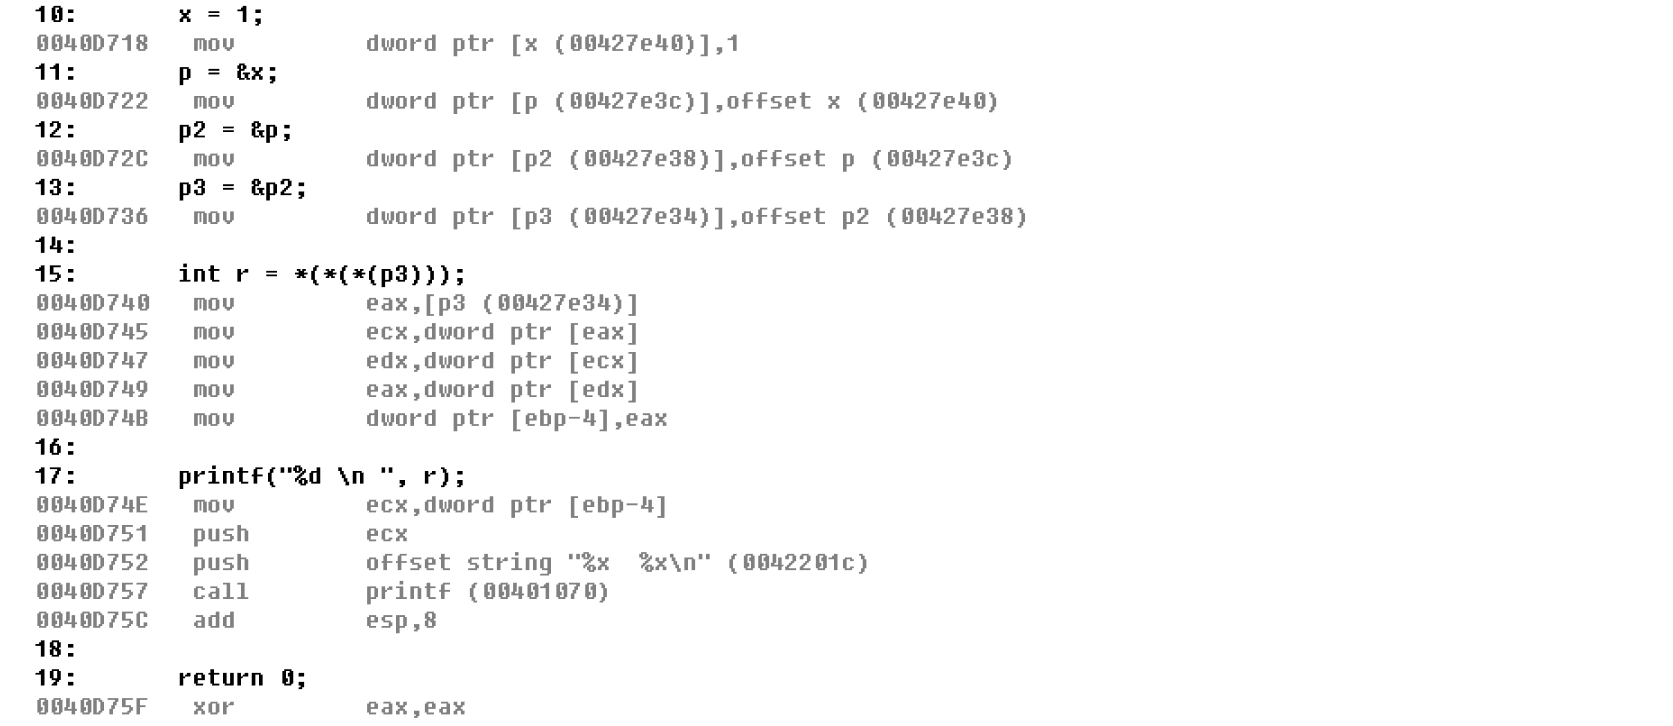 10:       x = 1;
0040D718   mov         dword ptr [x (00427e40)],1
11:       p = &x;
0040D722   mov         dword ptr [p (00427e3c)],offset x (00427e40)
12:       p2 = &p;
0040D72C   mov         dword ptr [p2 (00427e38)],offset p (00427e3c)
13:       p3 = &p2;
0040D736   mov         dword ptr [p3 (00427e34)],offset p2 (00427e38)
14:
15:       int r = *(*(*(p3)));
0040D740   mov         eax,[p3 (00427e34)]
0040D745   mov         ecx,dword ptr [eax]
0040D747   mov         edx,dword ptr [ecx]
0040D749   mov         eax,dword ptr [edx]
0040D74B   mov         dword ptr [ebp-4],eax
16:
17:       printf("%d \n ", r);
0040D74E   mov         ecx,dword ptr [ebp-4]
0040D751   push        ecx
0040D752   push        offset string "%x  %x\n" (0042201c)
0040D757   call        printf (00401070)
0040D75C   add         esp,8
18:
19:       return 0;
0040D75F   xor         eax,eax